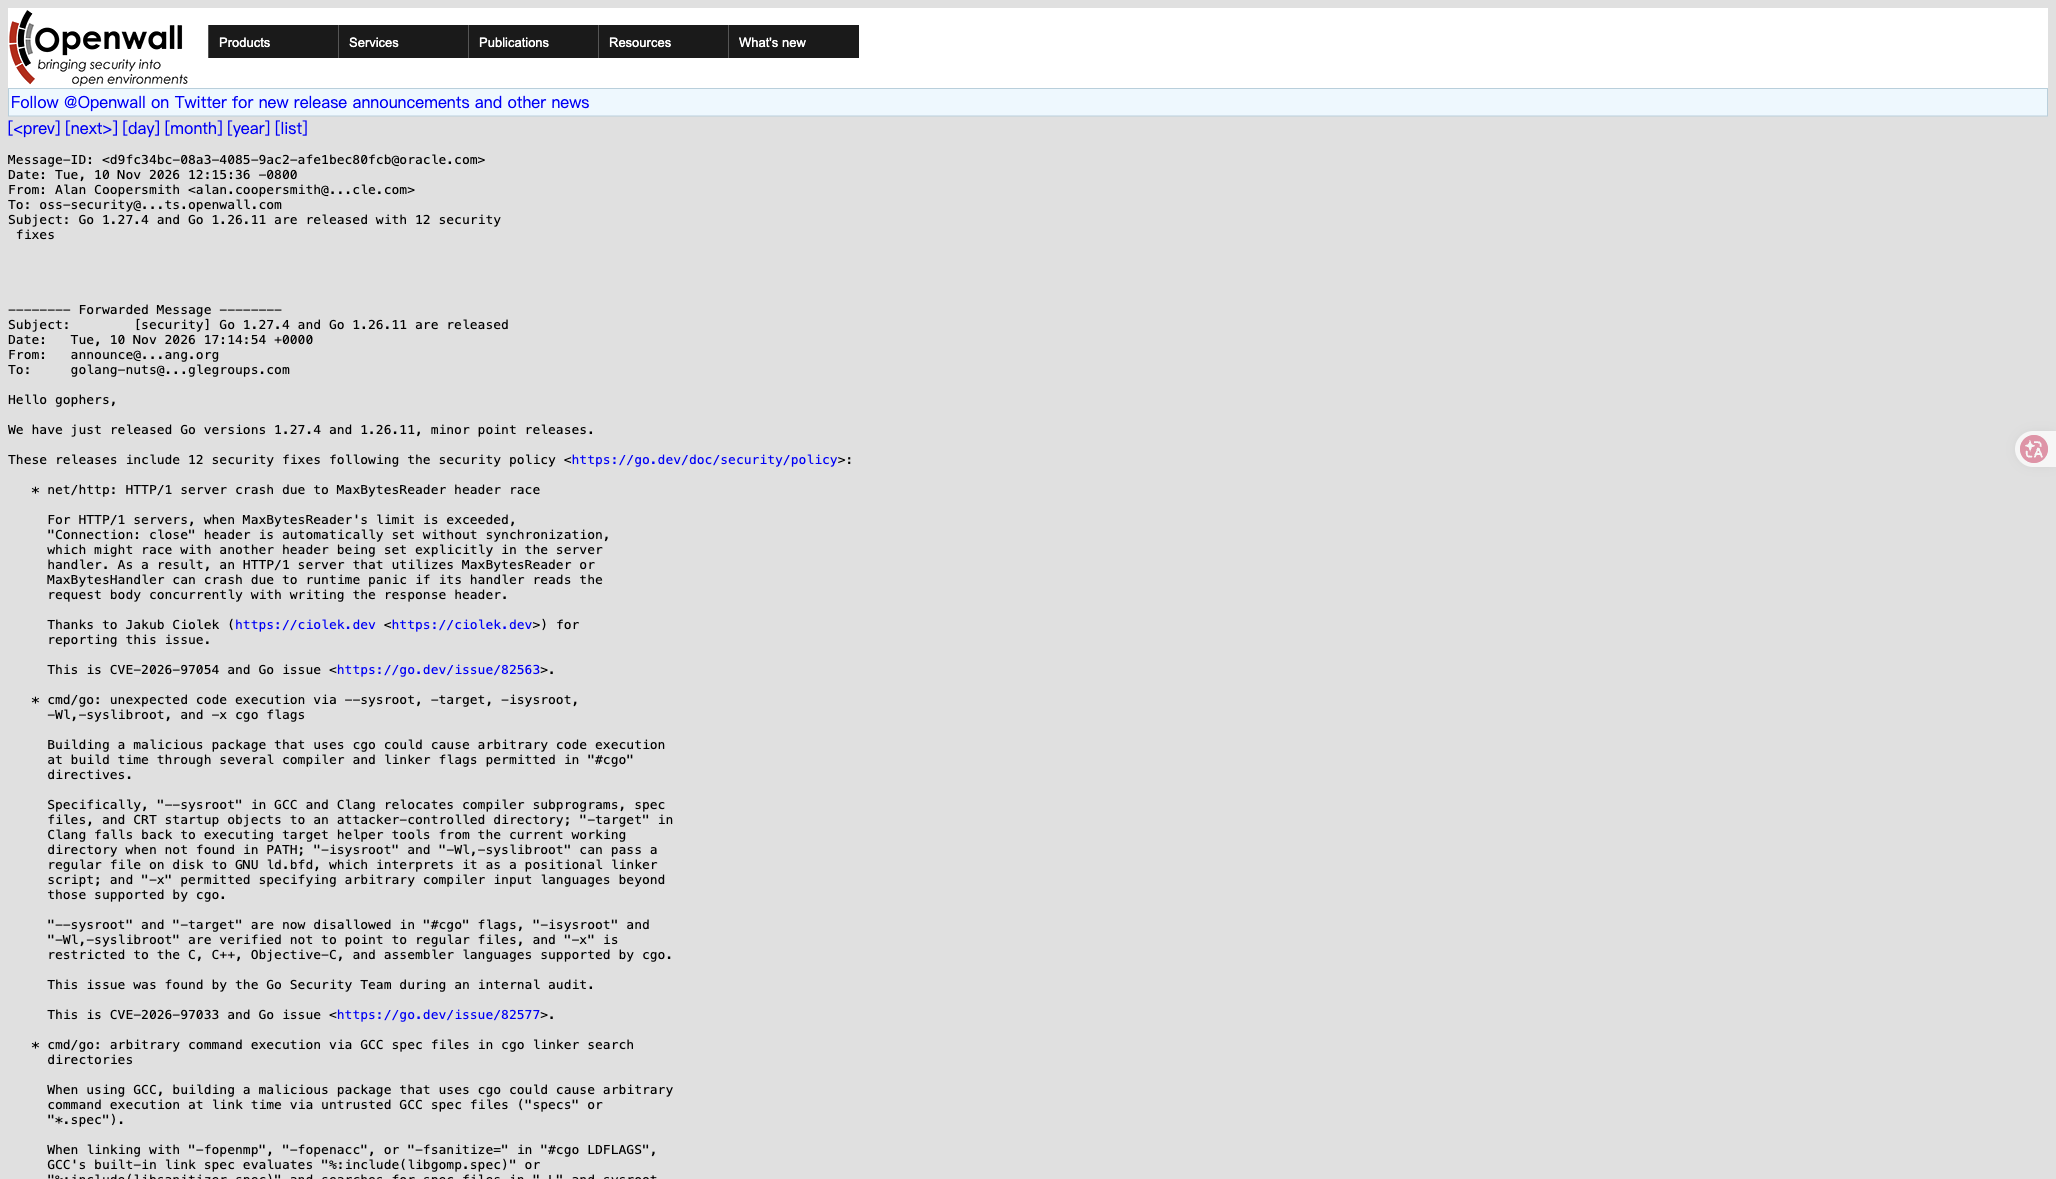 Openwall
bringing security into
open environments
Products
Services
Publications
Resources
What's new
Follow @Openwall on Twitter for new release announcements and other news
[<prev] [next>] [day] [month] [year] [list]
Message-ID: <d9fc34bc-08a3-4085-9ac2-afe1bec80fcb@oracle.com>
Date: Tue, 10 Nov 2026 12:15:36 -0800
From: Alan Coopersmith <alan.coopersmith@...cle.com>
To: oss-security@...ts.openwall.com
Subject: Go 1.27.4 and Go 1.26.11 are released with 12 security
 fixes
-------- Forwarded Message --------
Subject: 	[security] Go 1.27.4 and Go 1.26.11 are released
Date: 	Tue, 10 Nov 2026 17:14:54 +0000
From: 	announce@...ang.org
To: 	golang-nuts@...glegroups.com
Hello gophers,
We have just released Go versions 1.27.4 and 1.26.11, minor point releases.
These releases include 12 security fixes following the security policy <https://go.dev/doc/security/policy>:
* net/http: HTTP/1 server crash due to MaxBytesReader header race
For HTTP/1 servers, when MaxBytesReader's limit is exceeded,
"Connection: close" header is automatically set without synchronization,
which might race with another header being set explicitly in the server
handler. As a result, an HTTP/1 server that utilizes MaxBytesReader or
MaxBytesHandler can crash due to runtime panic if its handler reads the
request body concurrently with writing the response header.
Thanks to Jakub Ciolek (https://ciolek.dev <https://ciolek.dev>) for
reporting this issue.
This is CVE-2026-97054 and Go issue <https://go.dev/issue/82563>.
* cmd/go: unexpected code execution via --sysroot, -target, -isysroot,
-Wl,-syslibroot, and -x cgo flags
Building a malicious package that uses cgo could cause arbitrary code execution
at build time through several compiler and linker flags permitted in "#cgo"
directives.
Specifically, "--sysroot" in GCC and Clang relocates compiler subprograms, spec
files, and CRT startup objects to an attacker-controlled directory; "-target" in
Clang falls back to executing target helper tools from the current working
directory when not found in PATH; "-isysroot" and "-Wl,-syslibroot" can pass a
regular file on disk to GNU ld.bfd, which interprets it as a positional linker
script; and "-x" permitted specifying arbitrary compiler input languages beyond
those supported by cgo.
"--sysroot" and "-target" are now disallowed in "#cgo" flags, "-isysroot" and
"-Wl,-syslibroot" are verified not to point to regular files, and "-x" is
restricted to the C, C++, Objective-C, and assembler languages supported by cgo.
This issue was found by the Go Security Team during an internal audit.
This is CVE-2026-97033 and Go issue <https://go.dev/issue/82577>.
* cmd/go: arbitrary command execution via GCC spec files in cgo linker search
directories
When using GCC, building a malicious package that uses cgo could cause arbitrary
command execution at link time via untrusted GCC spec files ("specs" or
"*.spec").
When linking with "-fopenmp", "-fopenacc", or "-fsanitize=" in "#cgo LDFLAGS",
GCC's built-in link spec evaluates "%:include(libgomp.spec)" or
"%:include(libsanitizer.spec)" and searches for spec files in "-L" and sysroot